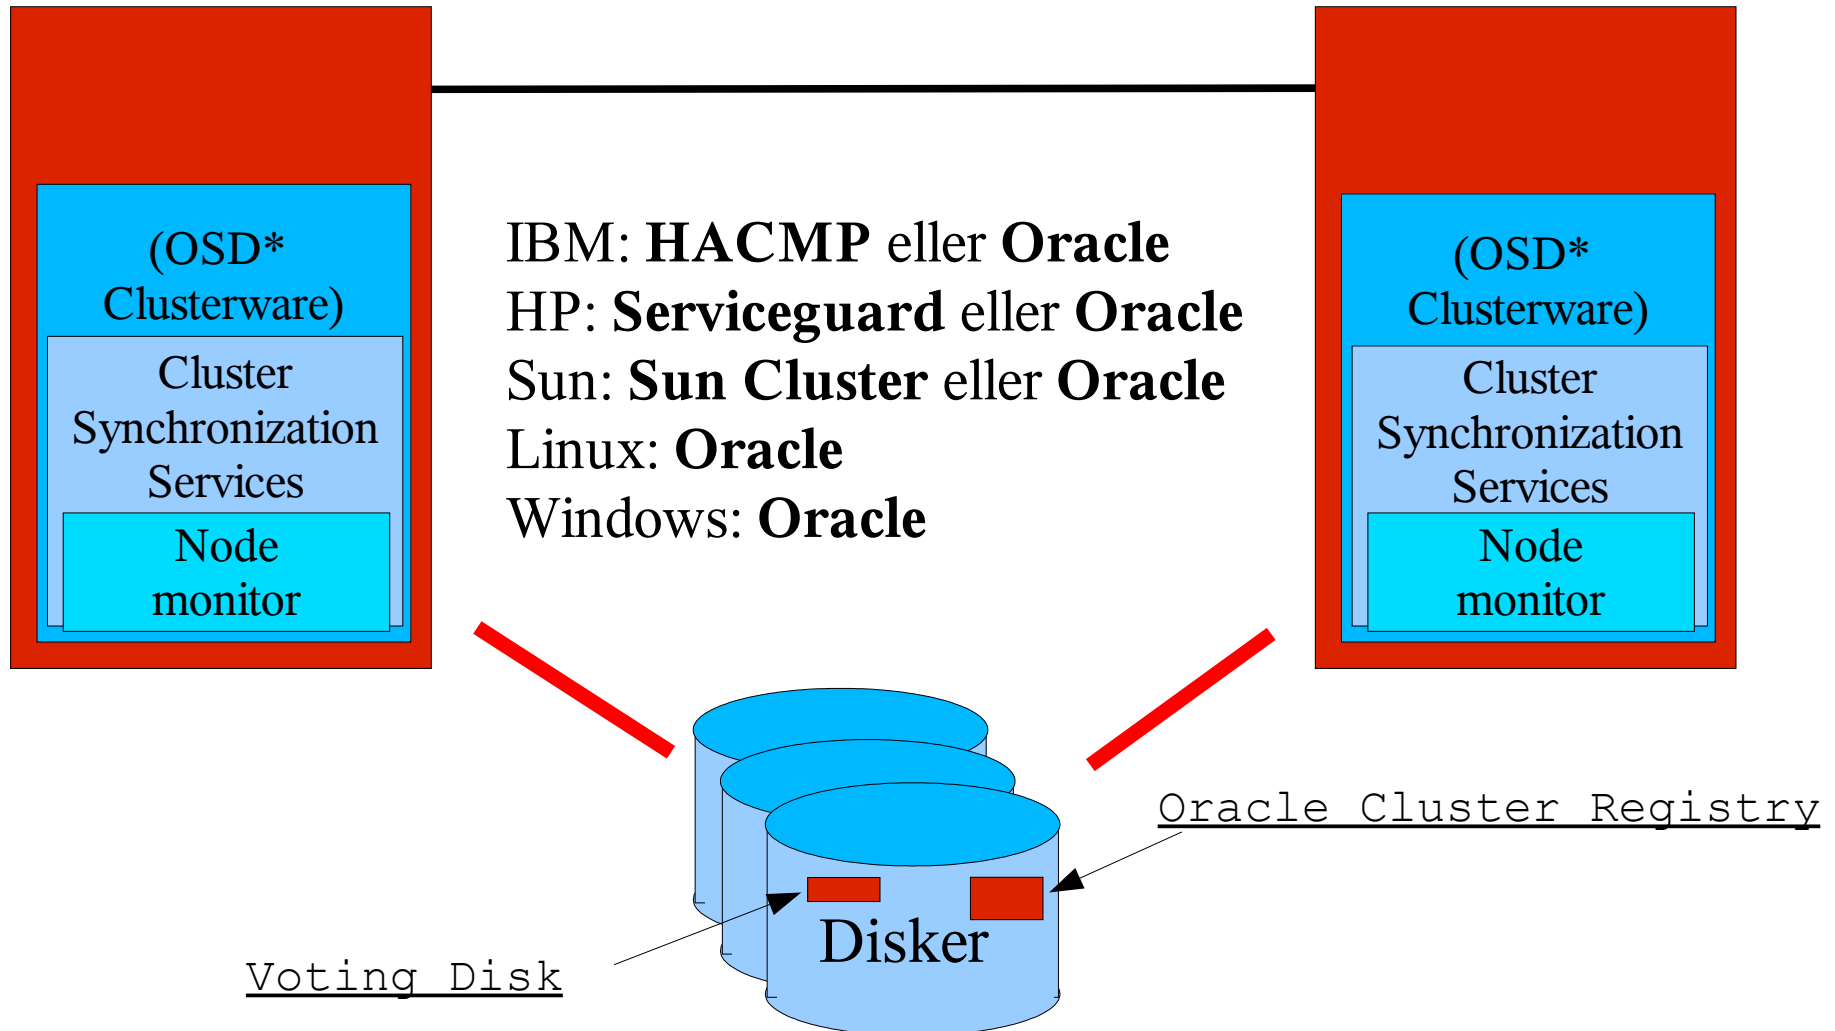 (OSD*
Clusterware)
Cluster
Synchronization
Services
Node
monitor
IBM: HACMP eller Oracle
HP: Serviceguard eller Oracle
Sun: Sun Cluster eller Oracle
Linux: Oracle
Windows: Oracle
(OSD*
Clusterware)
Cluster
Synchronization
Services
Node
monitor
Oracle Cluster Registry
Disker
Voting Disk